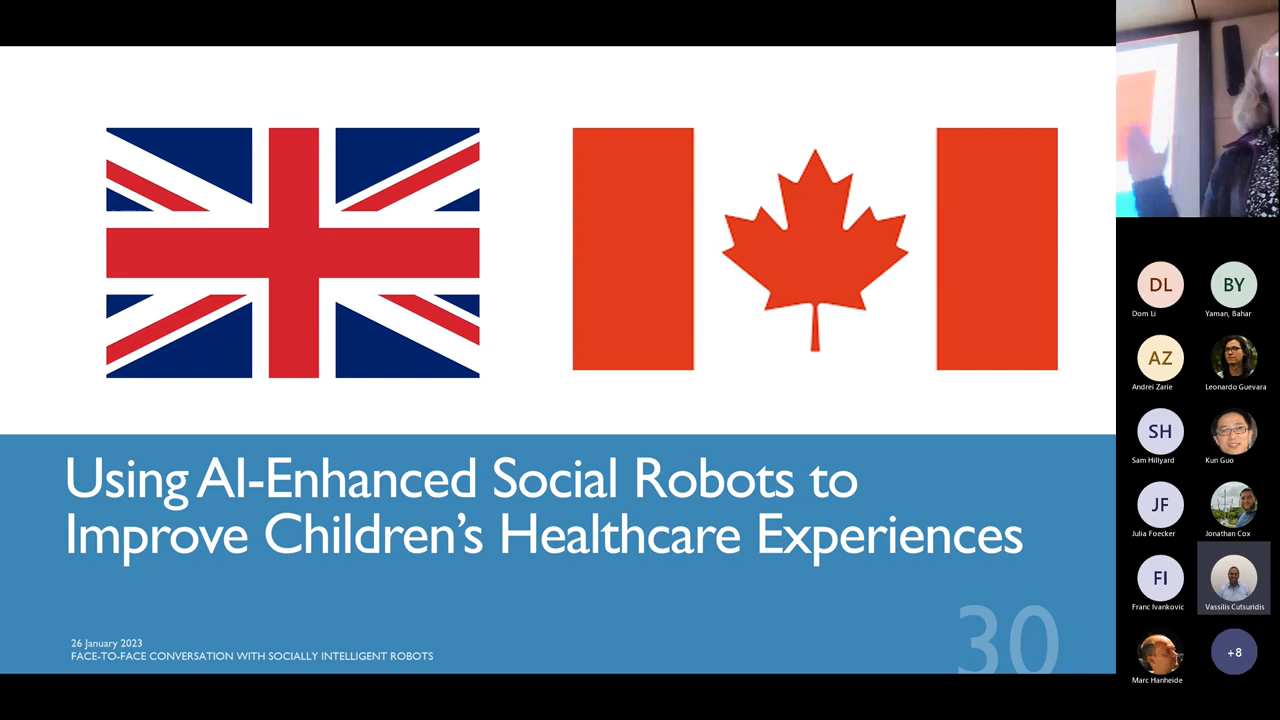 Using AI-Enhanced Social Robots to
Improve Children's Healthcare Experiences
26 January 2023
FACE-TO-FACE CONVERSATION WITH SOCIALLY INTELLIGENT ROBOTS
30
DL
Dom Li
BY
Yaman, Bahar
AZ
Andrei Zarie
Leonardo Guevara
SH
Sam Hillyard
Kun Guo
JF
Julia Foecker
Jonathan Cox
FI
Franc Ivankovic
Vassilis Cutsuridis
Marc Hanheide
+8